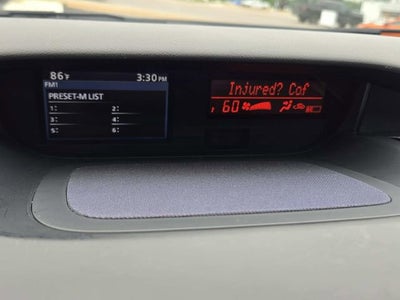 86°F 3:30 PM
FM1
PRESET-M LIST
1: 2:
3: 4:
5: 6:
Injured? Cof
60